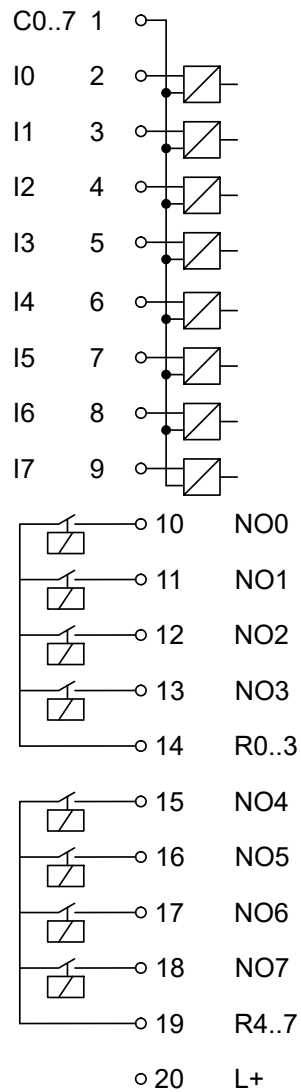 C0..7 1
I0 2
I1 3
I2 4
I3 5
I4 6
I5 7
I6 8
I7 9
10 NO0
11 NO1
12 NO2
13 NO3
14 R0..3
15 NO4
16 NO5
17 NO6
18 NO7
19 R4..7
20 L+